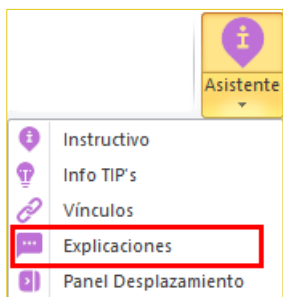 Asistente
Instructivo
Info TIP's
Vínculos
Explicaciones
Panel Desplazamiento